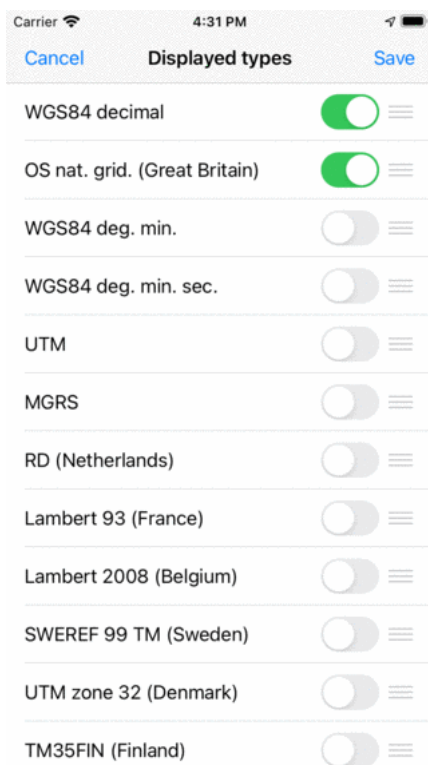 Carrier 4:31 PM
Cancel Displayed types Save
WGS84 decimal
OS nat. grid. (Great Britain)
WGS84 deg. min.
WGS84 deg. min. sec.
UTM
MGRS
RD (Netherlands)
Lambert 93 (France)
Lambert 2008 (Belgium)
SWEREF 99 TM (Sweden)
UTM zone 32 (Denmark)
TM35FIN (Finland)